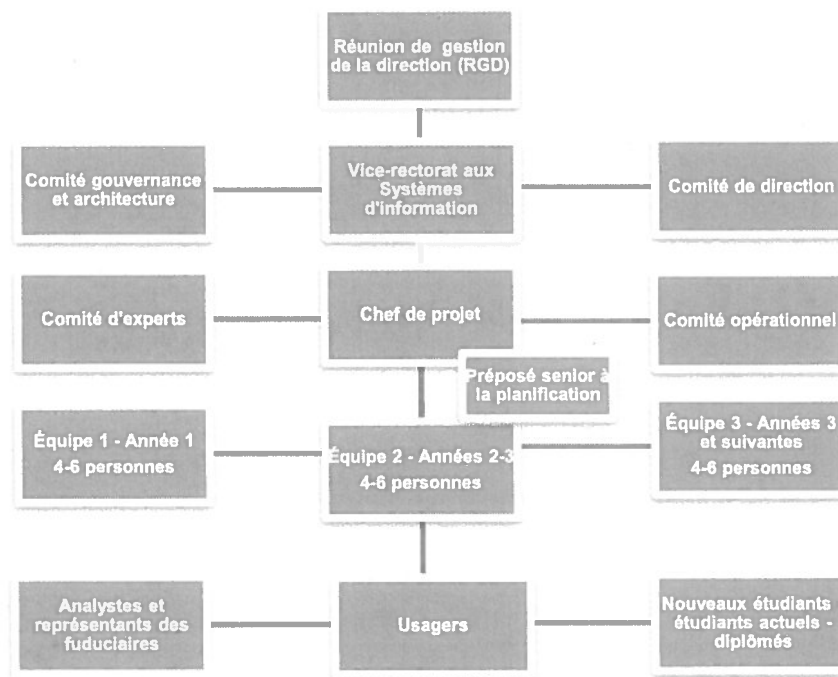 Réunion de gestion
de la direction (RGD)
Comité gouvernance
et architecture
Vice-rectorat aux
Systèmes
d'information
Comité de direction
Comité d'experts
Chef de projet
Comité opérationnel
Préposé senior à
la planification
Équipe 1 - Année 1
4-6 personnes
Équipe 2 - Années 2-3
4-6 personnes
Équipe 3 - Années 3
et suivantes
4-6 personnes
Analystes et
représentants des
fuduciaires
Usagers
Nouveaux étudiants
étudiants actuels -
diplômés